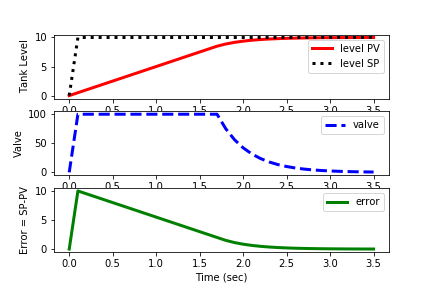 10
5
0
Tank Level
level PV
level SP
0.0 0.5 1.0 1.5 2.0 2.5 3.0 3.5
100
50
0
Valve
valve
0.0 0.5 1.0 1.5 2.0 2.5 3.0 3.5
10
5
0
Error = SP-PV
error
0.0 0.5 1.0 1.5 2.0 2.5 3.0 3.5
Time (sec)